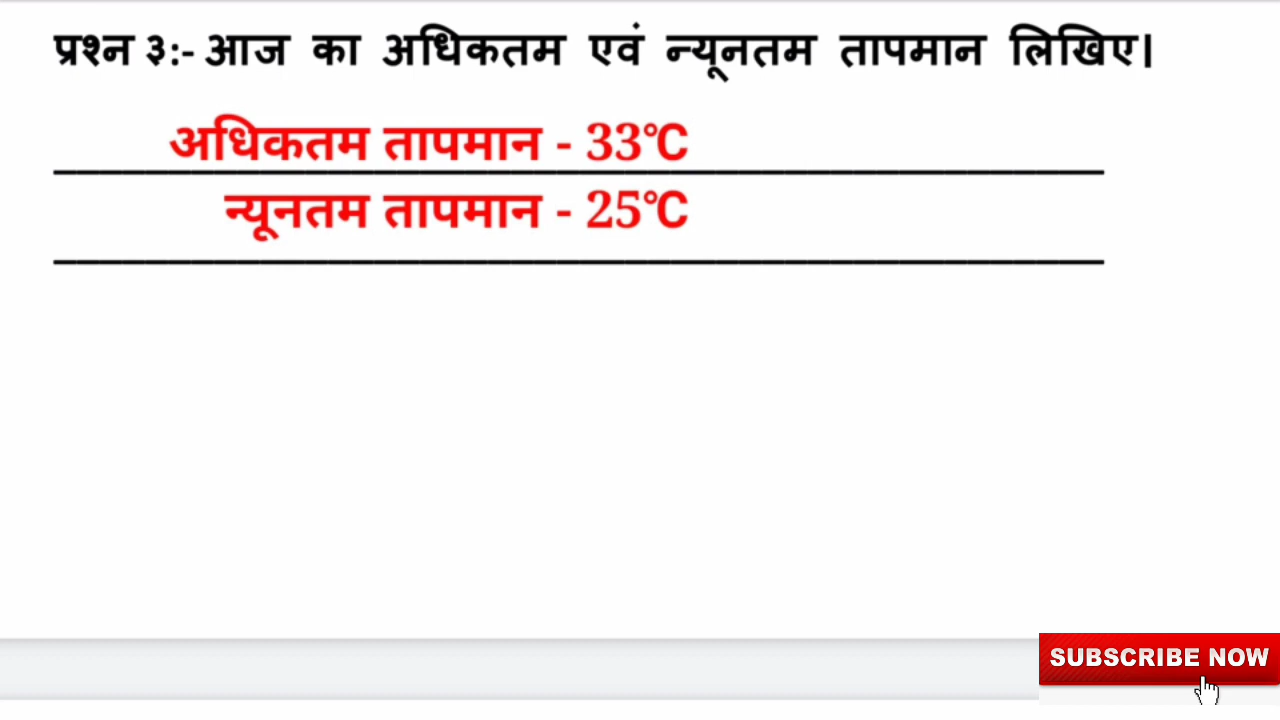 प्रश्न ३:- आज का अधिकतम एवं न्यूनतम तापमान लिखिए।
अधिकतम तापमान - 33℃
न्यूनतम तापमान - 25℃
SUBSCRIBE NOW